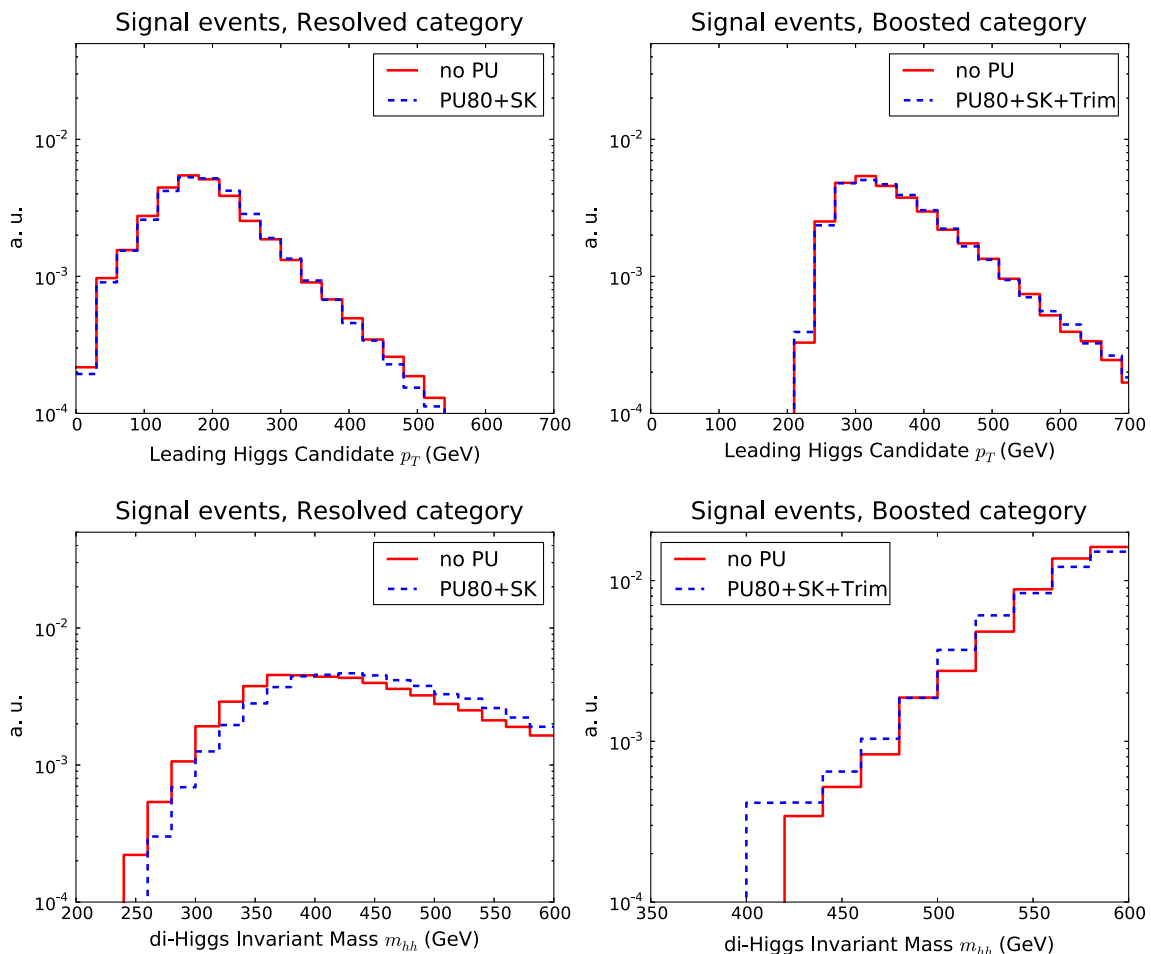 Signal events, Resolved category
no PU
PU80+SK
10^-2
10^-3
10^-4
a. u.
0 100 200 300 400 500 600 700
Leading Higgs Candidate p_T (GeV)
Signal events, Boosted category
no PU
PU80+SK+Trim
10^-2
10^-3
10^-4
a. u.
0 100 200 300 400 500 600 700
Leading Higgs Candidate p_T (GeV)
Signal events, Resolved category
no PU
PU80+SK
10^-2
10^-3
10^-4
a. u.
200 250 300 350 400 450 500 550 600
di-Higgs Invariant Mass m_hh (GeV)
Signal events, Boosted category
no PU
PU80+SK+Trim
10^-2
10^-3
10^-4
a. u.
350 400 450 500 550 600
di-Higgs Invariant Mass m_hh (GeV)